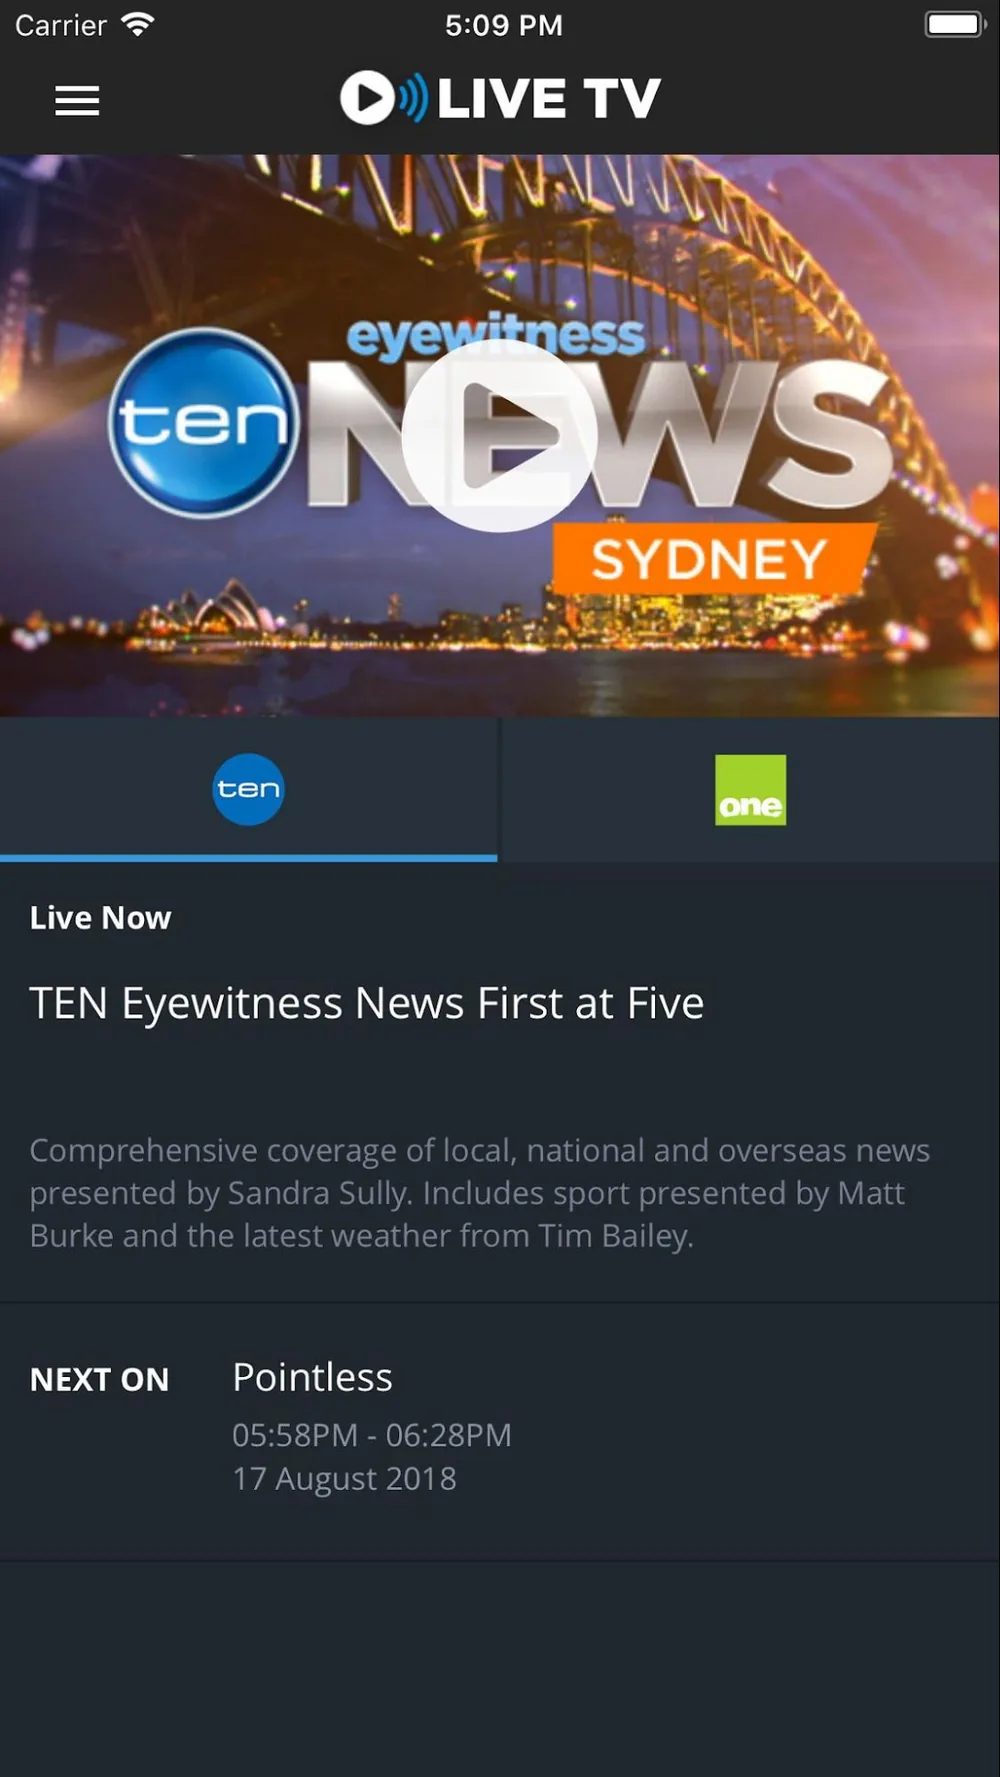 Carrier 5:09 PM
LIVE TV
eyewitness
ten NEWS
SYDNEY
ten one
Live Now
TEN Eyewitness News First at Five
Comprehensive coverage of local, national and overseas news
presented by Sandra Sully. Includes sport presented by Matt
Burke and the latest weather from Tim Bailey.
NEXT ON Pointless
05:58PM - 06:28PM
17 August 2018